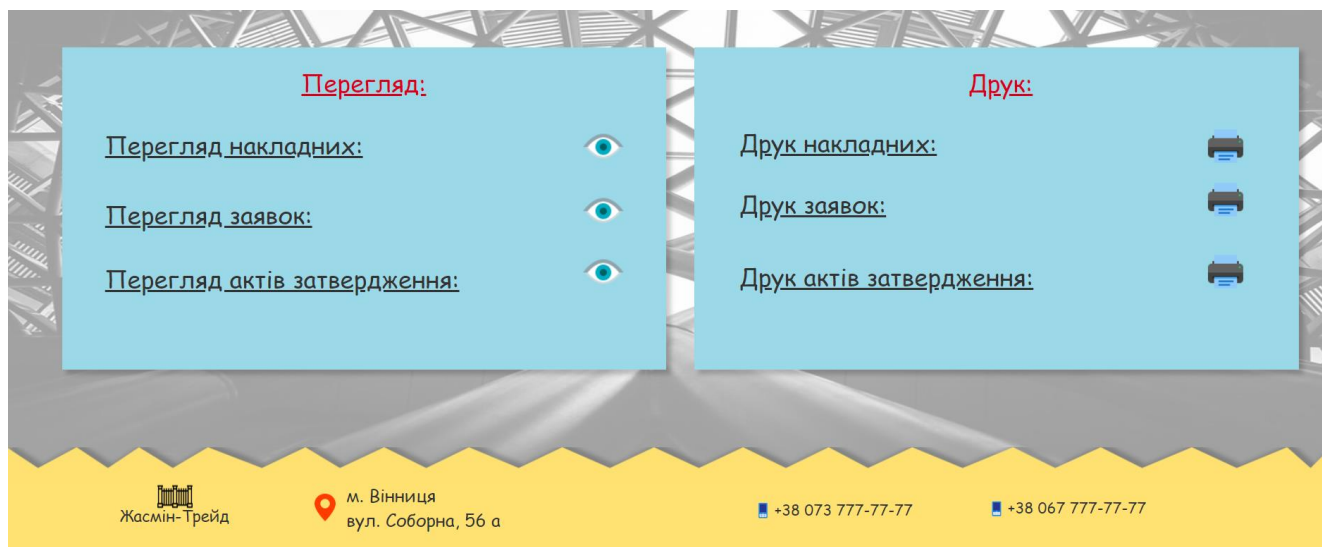 Перегляд:
Перегляд накладних:
Перегляд заявок:
Перегляд актів затвердження:
Друк:
Друк накладних:
Друк заявок:
Друк актів затвердження:
Жасмін-Трейд
м. Вінниця
вул. Соборна, 56 а
+38 073 777-77-77
+38 067 777-77-77